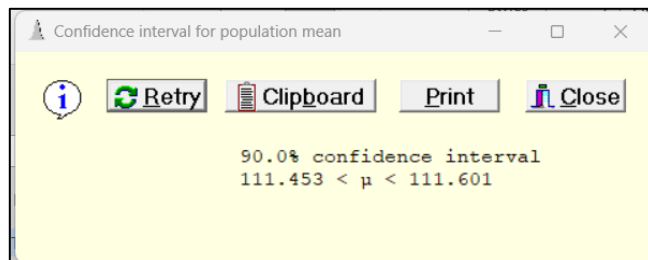 Confidence interval for population mean
Retry Clipboard Print Close
90.0% confidence interval
111.453 < μ < 111.601